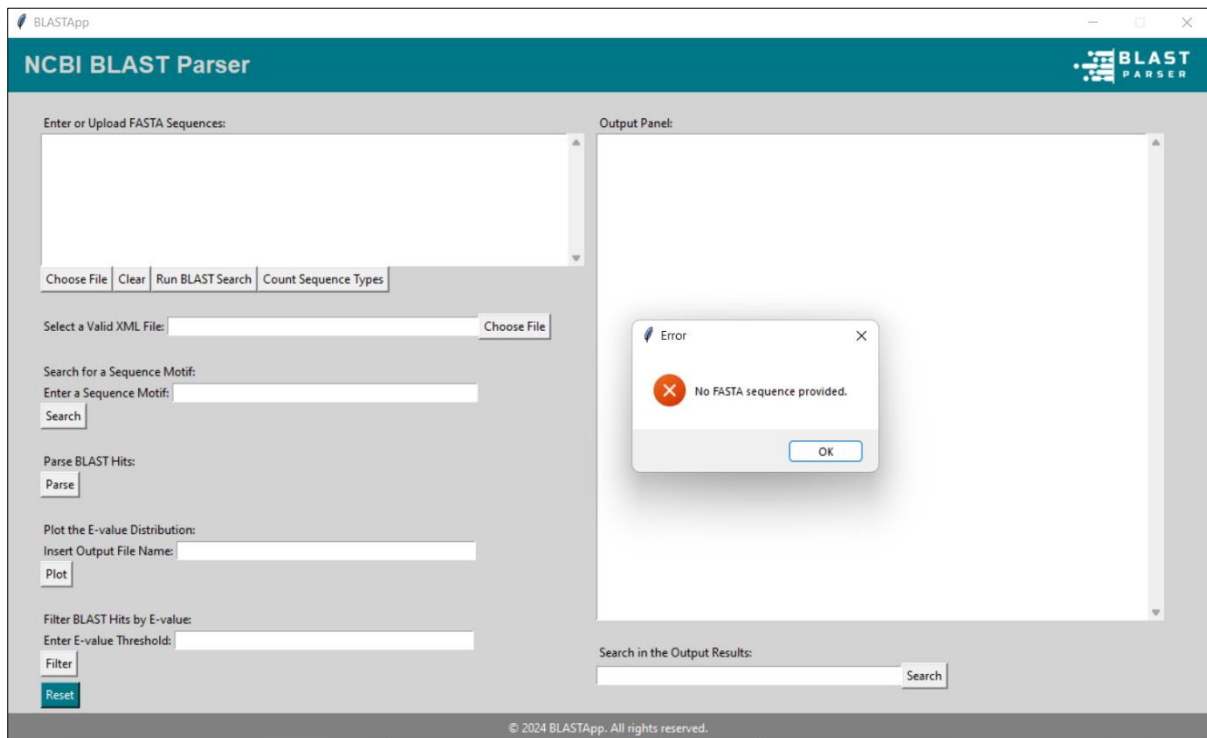 BLASTApp
NCBI BLAST Parser
BLAST
PARSER
Enter or Upload FASTA Sequences:
Choose File Clear Run BLAST Search Count Sequence Types
Select a Valid XML File: Choose File
Search for a Sequence Motif:
Enter a Sequence Motif:
Search
Parse BLAST Hits:
Parse
Plot the E-value Distribution:
Insert Output File Name:
Plot
Filter BLAST Hits by E-value:
Enter E-value Threshold:
Filter
Reset
Output Panel:
Error
No FASTA sequence provided.
OK
Search in the Output Results:
Search
© 2024 BLASTApp. All rights reserved.